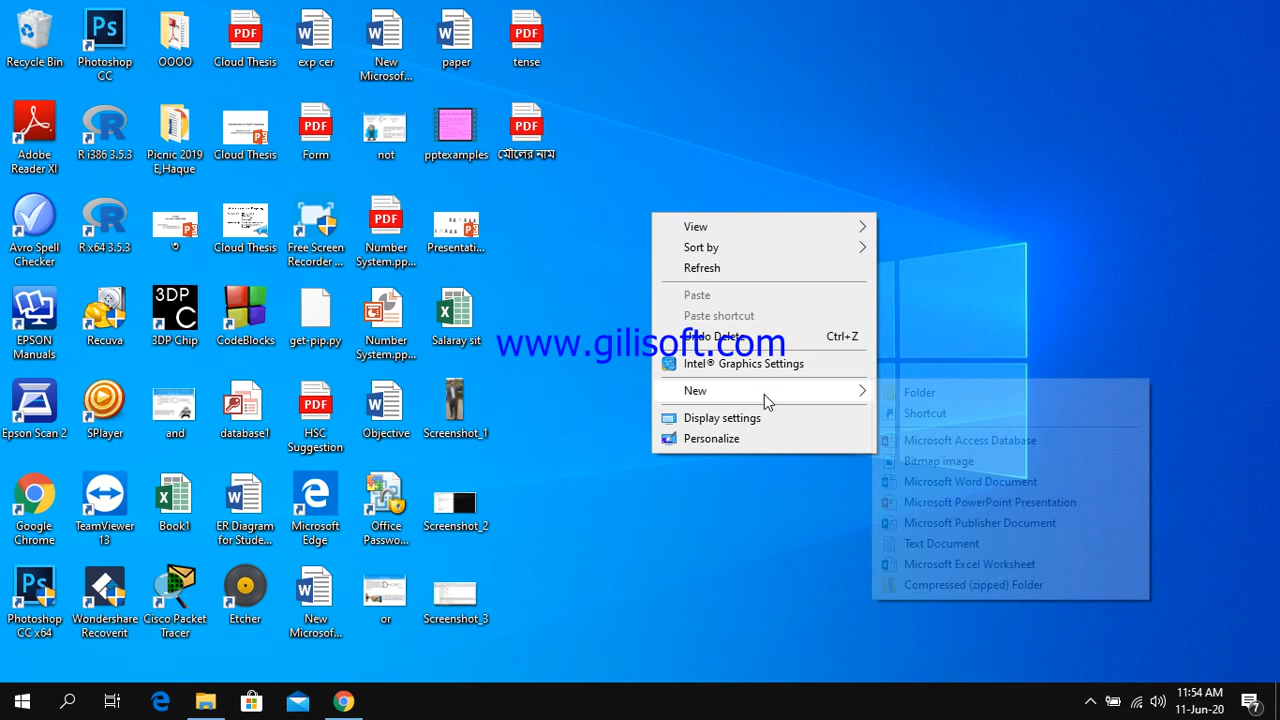 Recycle Bin
Photoshop
CC
OOOO
Cloud Thesis
exp cer
New
Microsof...
paper
tense
Adobe
Reader XI
R i386 3.5.3
Picnic 2019
E,Haque
Cloud Thesis
Form
not
pptexamples
মৌলের নাম
Avro Spell
Checker
R x64 3.5.3
৩
Cloud Thesis
Free Screen
Recorder ...
Number
System.pp...
Presentati...
EPSON
Manuals
Recuva
3DP
C
3DP Chip
CodeBlocks
get-pip.py
Number
System.pp...
Salaray sit
Epson Scan 2
SPlayer
and
database1
HSC
Suggestion
Objective
Screenshot_1
Google
Chrome
TeamViewer
13
Book1
ER Diagram
for Stude...
Microsoft
Edge
Office
Passwo...
Screenshot_2
Photoshop
CC x64
Wondershare
Recoverit
Cisco Packet
Tracer
Etcher
New
Microsof...
or
Screenshot_3
View
Sort by
Refresh
Paste
Paste shortcut
Undo Delete Ctrl+Z
www.gilisoft.com
Intel® Graphics Settings
New
Display settings
Personalize
Folder
Shortcut
Microsoft Access Database
Bitmap image
Microsoft Word Document
Microsoft PowerPoint Presentation
Microsoft Publisher Document
Text Document
Microsoft Excel Worksheet
Compressed (zipped) Folder
11:54 AM
11-Jun-20
7